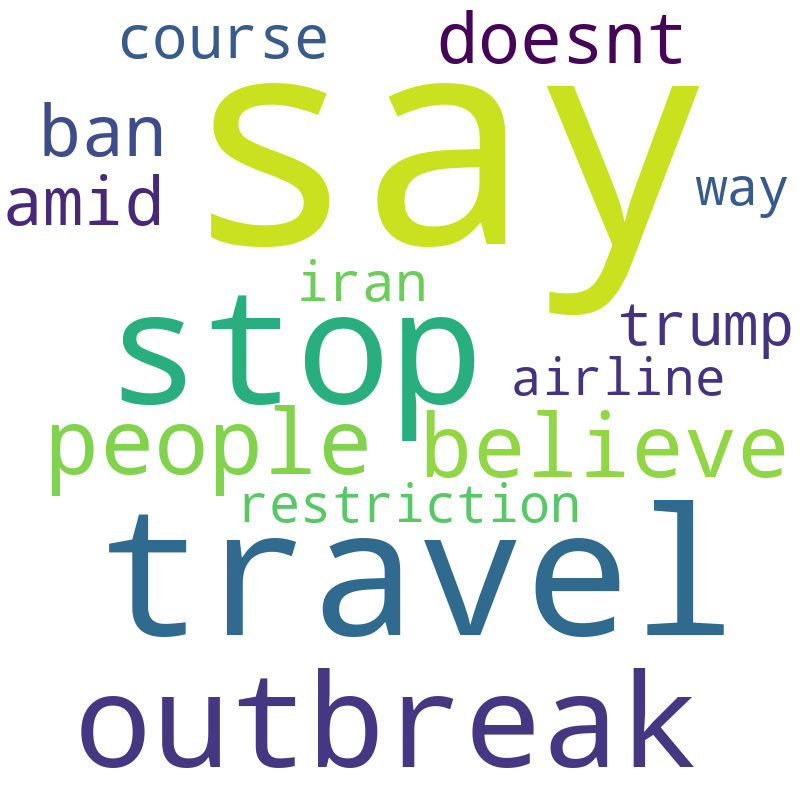 course doesnt
say
ban
amid
way
iran
stop
trump
airline
people believe
restriction
travel
outbreak